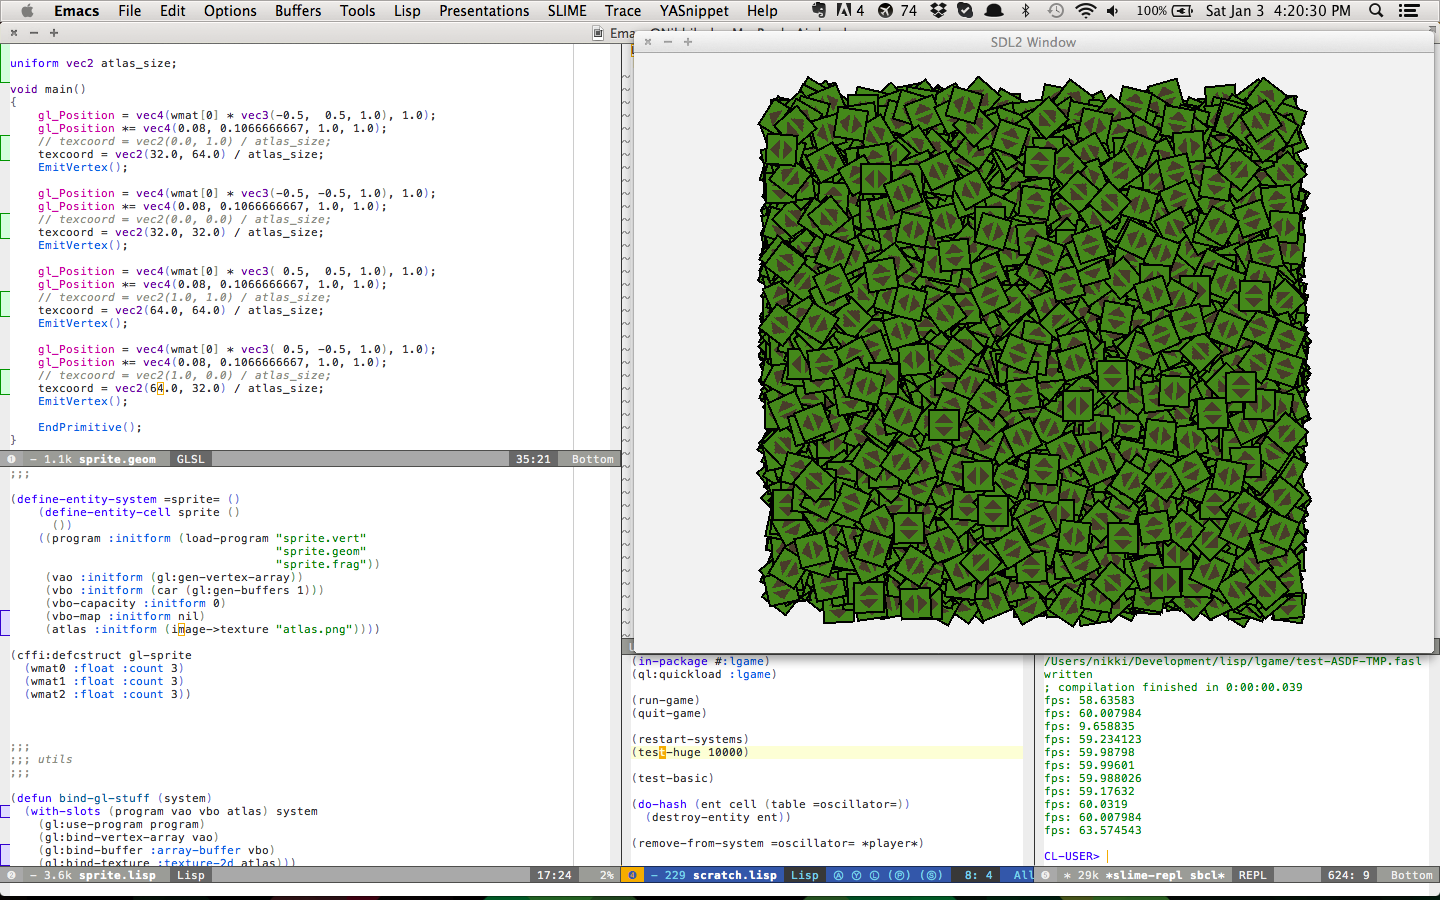 Emacs File Edit Options Buffers Tools Lisp Presentations SLIME Trace YASnippet Help 4 74 100% Sat Jan 3 4:20:30 PM
SDL2 Window
uniform vec2 atlas_size;
void main()
{
gl_Position = vec4(wmat[0] * vec3(-0.5,  0.5, 1.0), 1.0);
gl_Position *= vec4(0.08, 0.1066666667, 1.0, 1.0);
// texcoord = vec2(0.0, 1.0) / atlas_size;
texcoord = vec2(32.0, 64.0) / atlas_size;
EmitVertex();
gl_Position = vec4(wmat[0] * vec3(-0.5, -0.5, 1.0), 1.0);
gl_Position *= vec4(0.08, 0.1066666667, 1.0, 1.0);
// texcoord = vec2(0.0, 0.0) / atlas_size;
texcoord = vec2(32.0, 32.0) / atlas_size;
EmitVertex();
gl_Position = vec4(wmat[0] * vec3( 0.5,  0.5, 1.0), 1.0);
gl_Position *= vec4(0.08, 0.1066666667, 1.0, 1.0);
// texcoord = vec2(1.0, 1.0) / atlas_size;
texcoord = vec2(64.0, 64.0) / atlas_size;
EmitVertex();
gl_Position = vec4(wmat[0] * vec3( 0.5, -0.5, 1.0), 1.0);
gl_Position *= vec4(0.08, 0.1066666667, 1.0, 1.0);
// texcoord = vec2(1.0, 0.0) / atlas_size;
texcoord = vec2(64.0, 32.0) / atlas_size;
EmitVertex();
EndPrimitive();
}
1 - 1.1k sprite.geom GLSL 35:21 Bottom
;;;
(define-entity-system =sprite= ()
(define-entity-cell sprite ()
())
((program :initform (load-program "sprite.vert"
"sprite.geom"
"sprite.frag"))
(vao :initform (gl:gen-vertex-array))
(vbo :initform (car (gl:gen-buffers 1)))
(vbo-capacity :initform 0)
(vbo-map :initform nil)
(atlas :initform (image->texture "atlas.png"))))
(cffi:defcstruct gl-sprite
(wmat0 :float :count 3)
(wmat1 :float :count 3)
(wmat2 :float :count 3))
;;;
;;; utils
;;;
(defun bind-gl-stuff (system)
(with-slots (program vao vbo atlas) system
(gl:use-program program)
(gl:bind-vertex-array vao)
(gl:bind-buffer :array-buffer vbo)
(gl:bind-texture :texture-2d atlas)))
2 - 3.6k sprite.lisp Lisp 17:24 2%
(in-package #:lgame)
(ql:quickload :lgame)
(run-game)
(quit-game)
(restart-systems)
(test-huge 10000)
(test-basic)
(do-hash (ent cell (table =oscillator=))
(destroy-entity ent))
(remove-from-system =oscillator= *player*)
4 - 229 scratch.lisp Lisp Ⓐ Ⓨ Ⓛ (Ⓟ) (Ⓢ) 8: 4 All
/Users/nikki/Development/lisp/lgame/test-ASDF-TMP.fasl
written
; compilation finished in 0:00:00.039
fps: 58.63583
fps: 60.007984
fps: 9.658835
fps: 59.234123
fps: 59.98798
fps: 59.99601
fps: 59.988026
fps: 59.17632
fps: 60.0319
fps: 60.007984
fps: 63.574543
CL-USER>
5 * 29k *slime-repl sbcl* REPL 624: 9 Bottom